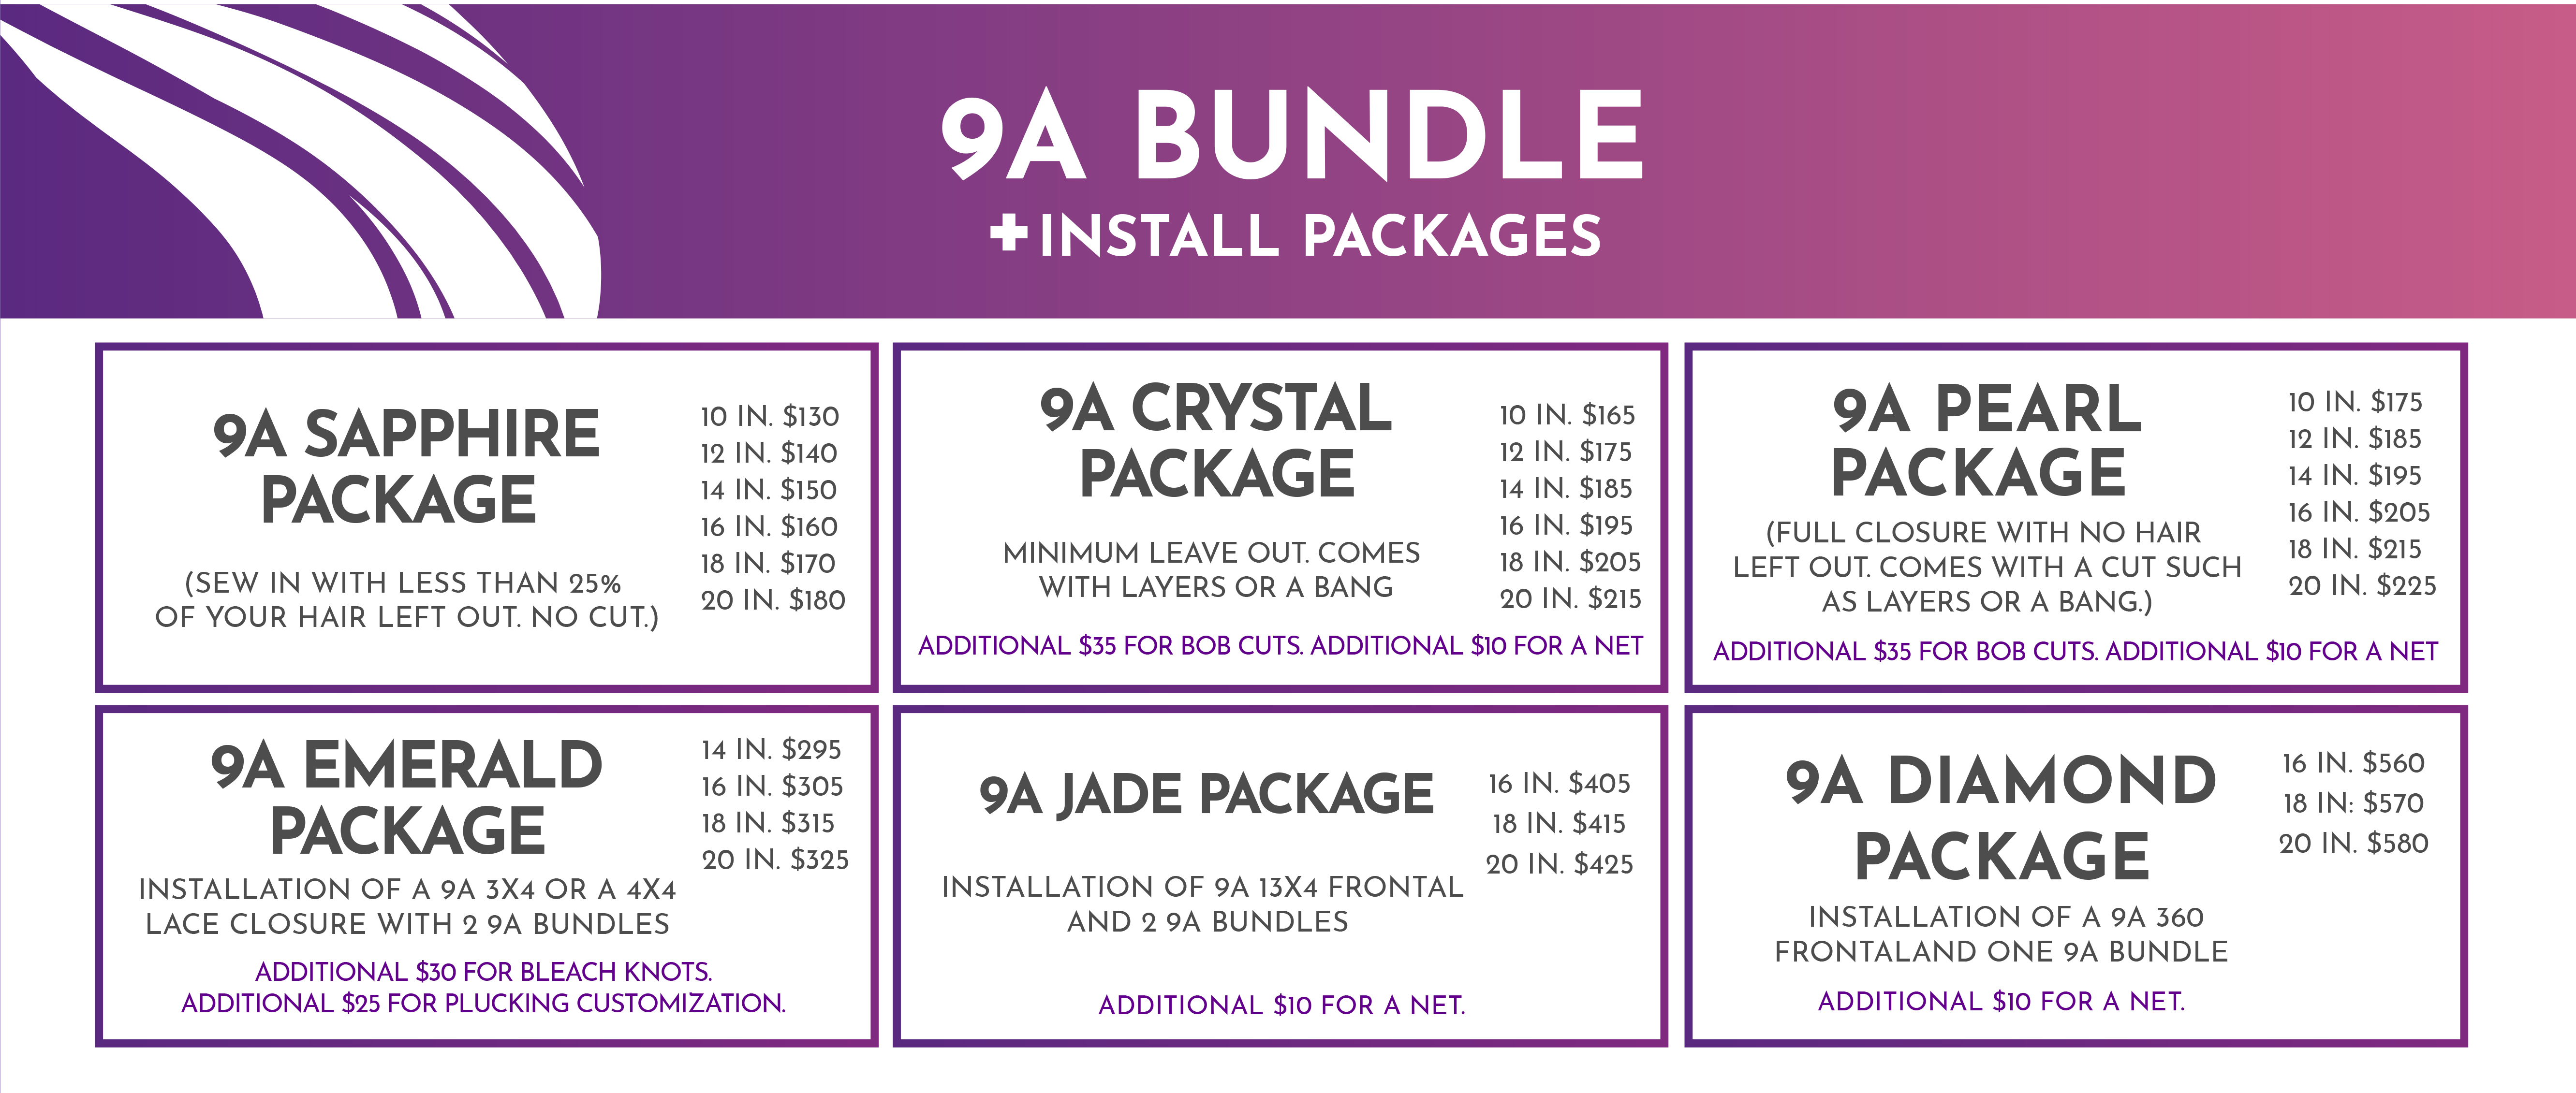 9A BUNDLE
+INSTALL PACKAGES
9A SAPPHIRE
PACKAGE
(SEW IN WITH LESS THAN 25%
OF YOUR HAIR LEFT OUT. NO CUT.)
10 IN. $130
12 IN. $140
14 IN. $150
16 IN. $160
18 IN. $170
20 IN. $180
9A CRYSTAL
PACKAGE
MINIMUM LEAVE OUT. COMES
WITH LAYERS OR A BANG
10 IN. $165
12 IN. $175
14 IN. $185
16 IN. $195
18 IN. $205
20 IN. $215
ADDITIONAL $35 FOR BOB CUTS. ADDITIONAL $10 FOR A NET
9A PEARL
PACKAGE
(FULL CLOSURE WITH NO HAIR
LEFT OUT. COMES WITH A CUT SUCH
AS LAYERS OR A BANG.)
10 IN. $175
12 IN. $185
14 IN. $195
16 IN. $205
18 IN. $215
20 IN. $225
ADDITIONAL $35 FOR BOB CUTS. ADDITIONAL $10 FOR A NET
9A EMERALD
PACKAGE
INSTALLATION OF A 9A 3X4 OR A 4X4
LACE CLOSURE WITH 2 9A BUNDLES
14 IN. $295
16 IN. $305
18 IN. $315
20 IN. $325
ADDITIONAL $30 FOR BLEACH KNOTS.
ADDITIONAL $25 FOR PLUCKING CUSTOMIZATION.
9A JADE PACKAGE
INSTALLATION OF 9A 13X4 FRONTAL
AND 2 9A BUNDLES
16 IN. $405
18 IN. $415
20 IN. $425
ADDITIONAL $10 FOR A NET.
9A DIAMOND
PACKAGE
INSTALLATION OF A 9A 360
FRONTALAND ONE 9A BUNDLE
16 IN. $560
18 IN: $570
20 IN. $580
ADDITIONAL $10 FOR A NET.